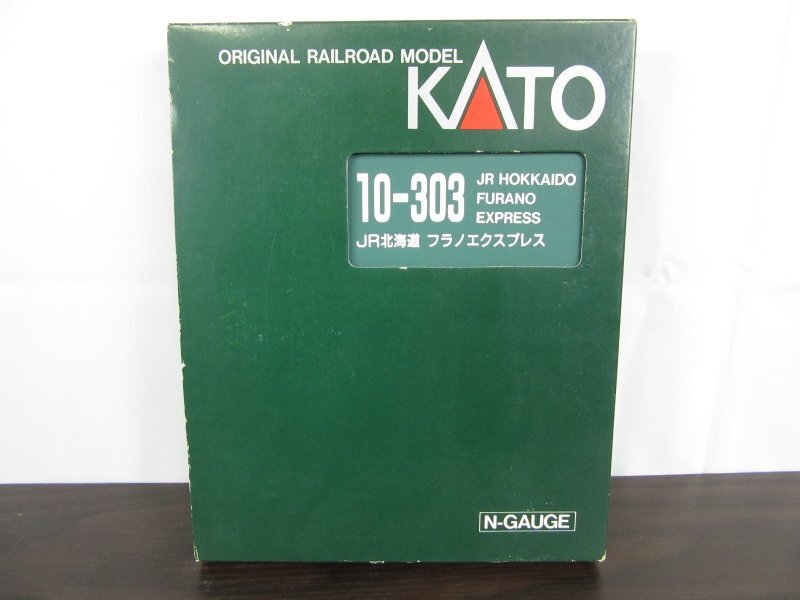 ORIGINAL RAILROAD MODEL
KATO
10-303
JR HOKKAIDO
FURANO
EXPRESS
JR北海道 フラノエクスプレス
N-GAUGE